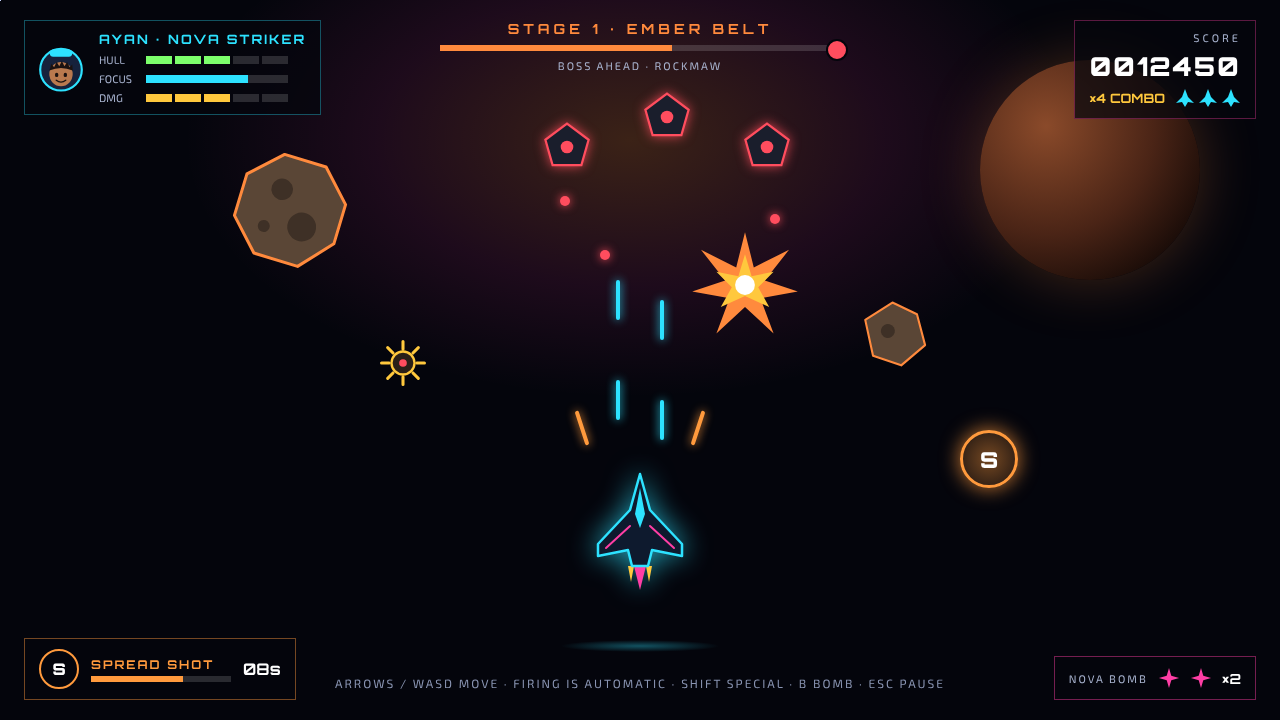 AYAN · NOVA STRIKER
HULL
FOCUS
DMG
STAGE 1 · EMBER BELT
BOSS AHEAD · ROCKMAW
SCORE
0012450
x4 COMBO
S
S
SPREAD SHOT
08s
ARROWS / WASD MOVE · FIRING IS AUTOMATIC · SHIFT SPECIAL · B BOMB · ESC PAUSE
NOVA BOMB
x2